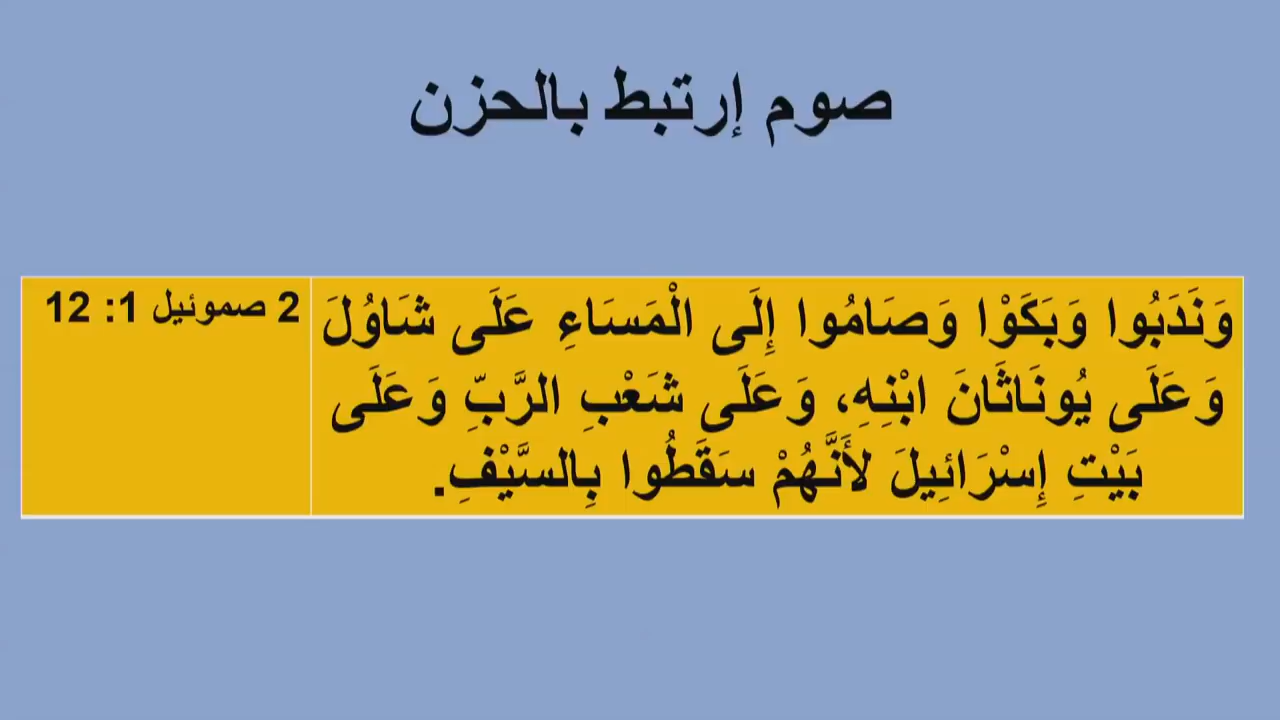 صوم إرتبط بالحزن
وَنَدَبُوا وَبَكَوْا وَصَامُوا إِلَى الْمَسَاءِ عَلَى شَاوُلَ
وَعَلَى يُونَاثَانَ ابْنِهِ، وَعَلَى شَعْبِ الرَّبِّ وَعَلَى
بَيْتِ إِسْرَائِيلَ لأَنَّهُمْ سَقَطُوا بِالسَّيْفِ.
2 صموئيل 1: 12